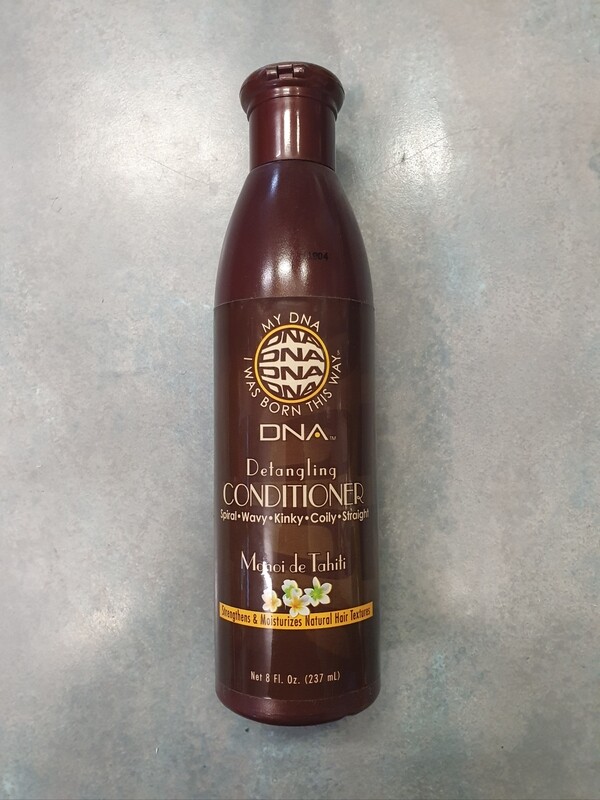 MY DNA
I WAS BORN THIS WAY
DNA
DNA
DNA
DNA
DNA™
Detangling
CONDITIONER
Spiral•Wavy•Kinky•Coily•Straight
Monoi de Tahiti
Strengthens & Moisturizes Natural Hair Textures
Net 8 Fl. Oz. (237 mL)